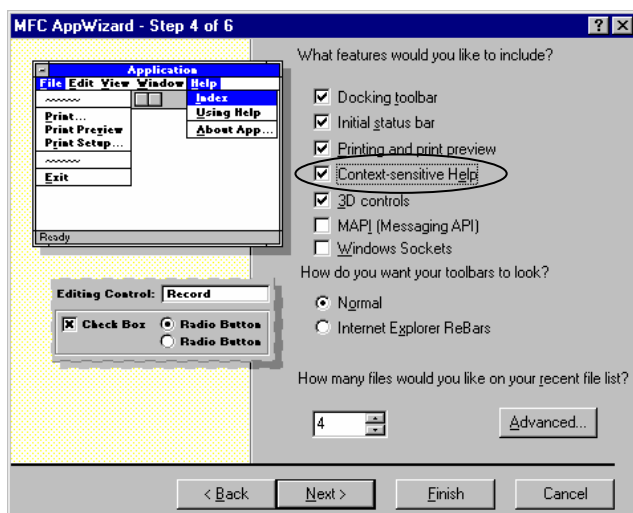 MFC AppWizard - Step 4 of 6
What features would you like to include?
Application
File Edit View Window Help
Print...
Print Preview
Print Setup...
Exit
Index
Using Help
About App...
Ready
Docking toolbar
Initial status bar
Printing and print preview
Context-sensitive Help
3D controls
MAPI (Messaging API)
Windows Sockets
Editing Control: Record
Check Box
Radio Button
Radio Button
How do you want your toolbars to look?
Normal
Internet Explorer ReBars
How many files would you like on your recent file list?
4
Advanced...
< Back Next > Finish Cancel